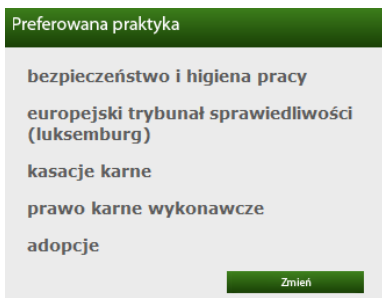 Preferowana praktyka
bezpieczeństwo i higiena pracy
europejski trybunał sprawiedliwości
(luksemburg)
kasacje karne
prawo karne wykonawcze
adopcje
Zmień